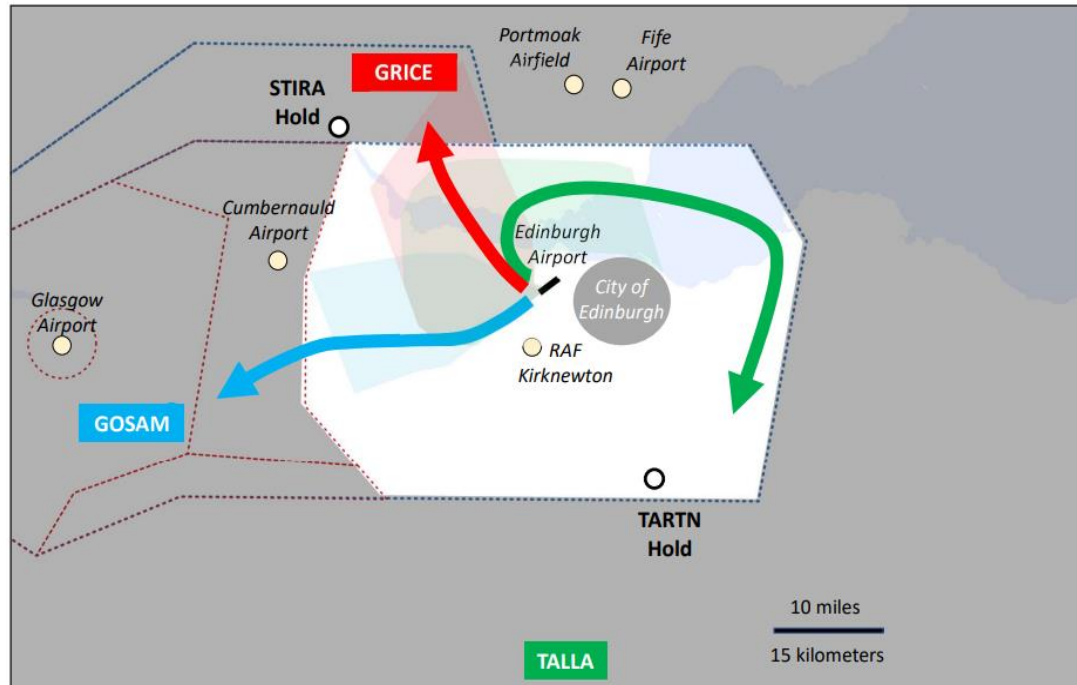 Portmoak
Airfield
Fife
Airport
GRICE
STIRA
Hold
Cumbernauld
Airport
Edinburgh
Airport
City of
Edinburgh
Glasgow
Airport
RAF
Kirknewton
GOSAM
TARTN
Hold
10 miles
15 kilometers
TALLA